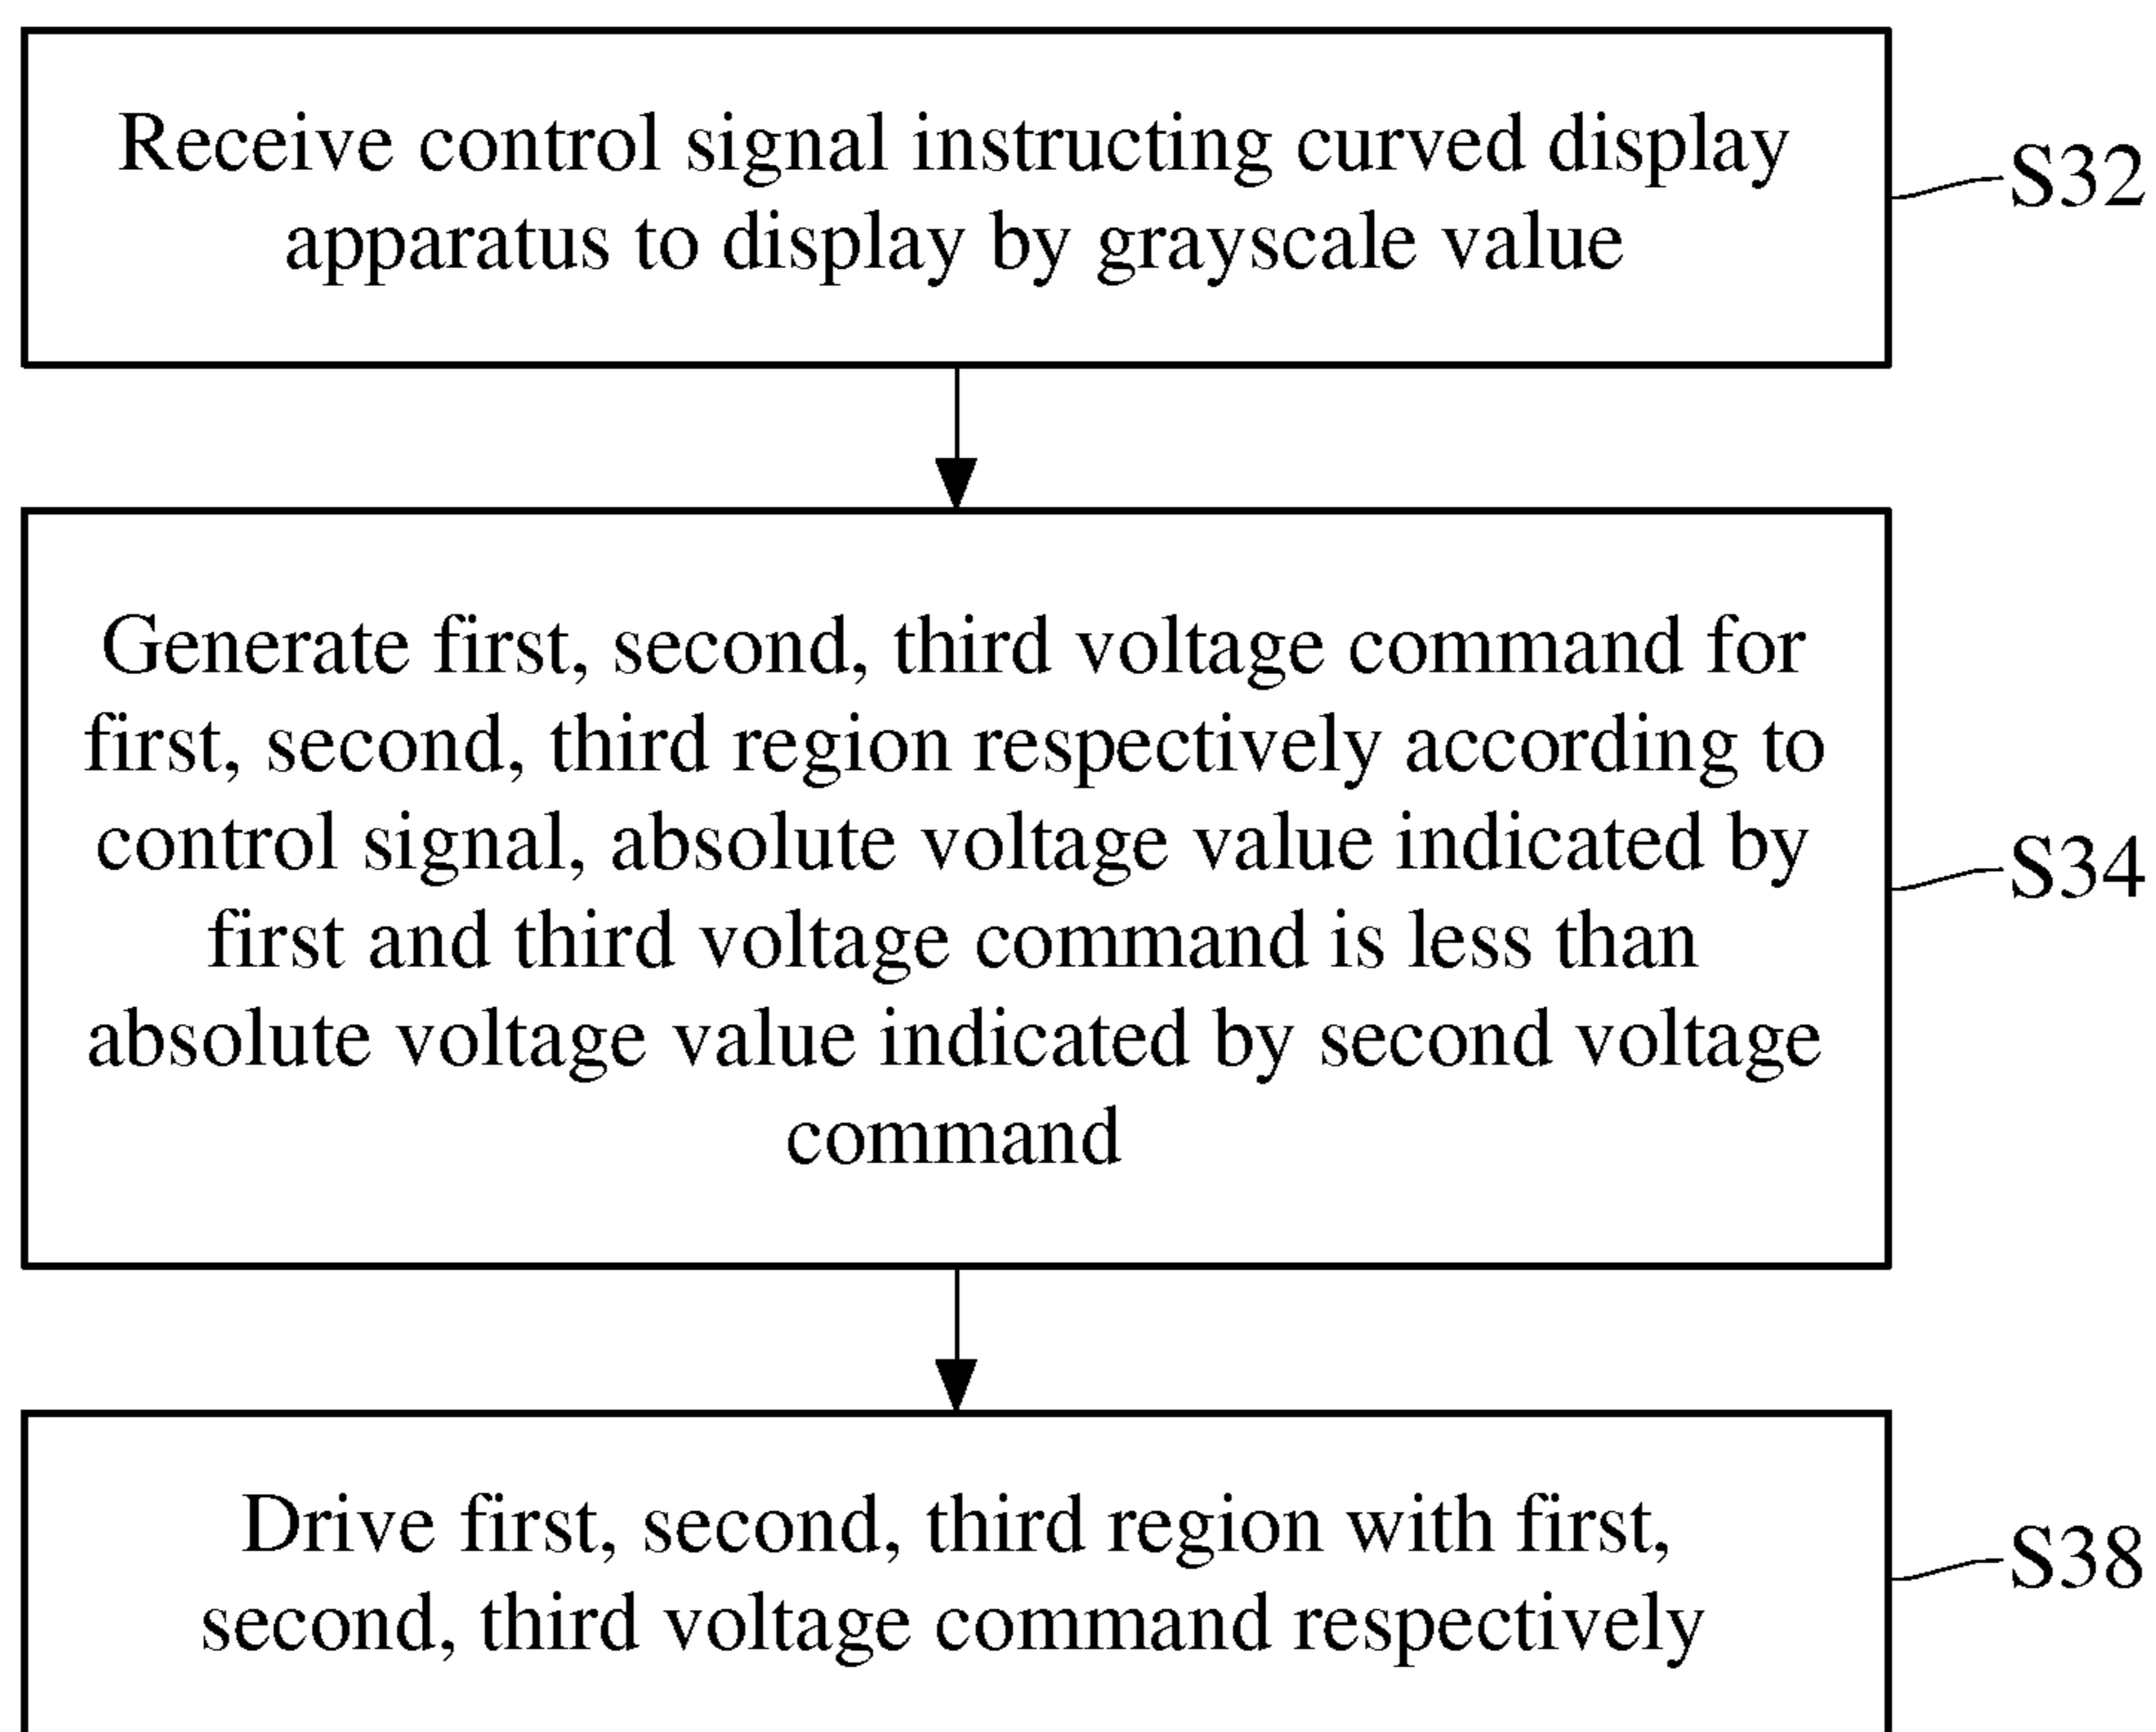 Receive control signal instructing curved display
apparatus to display by grayscale value
S32
Generate first, second, third voltage command for
first, second, third region respectively according to
control signal, absolute voltage value indicated by
first and third voltage command is less than
absolute voltage value indicated by second voltage
command
S34
Drive first, second, third region with first,
second, third voltage command respectively
S38